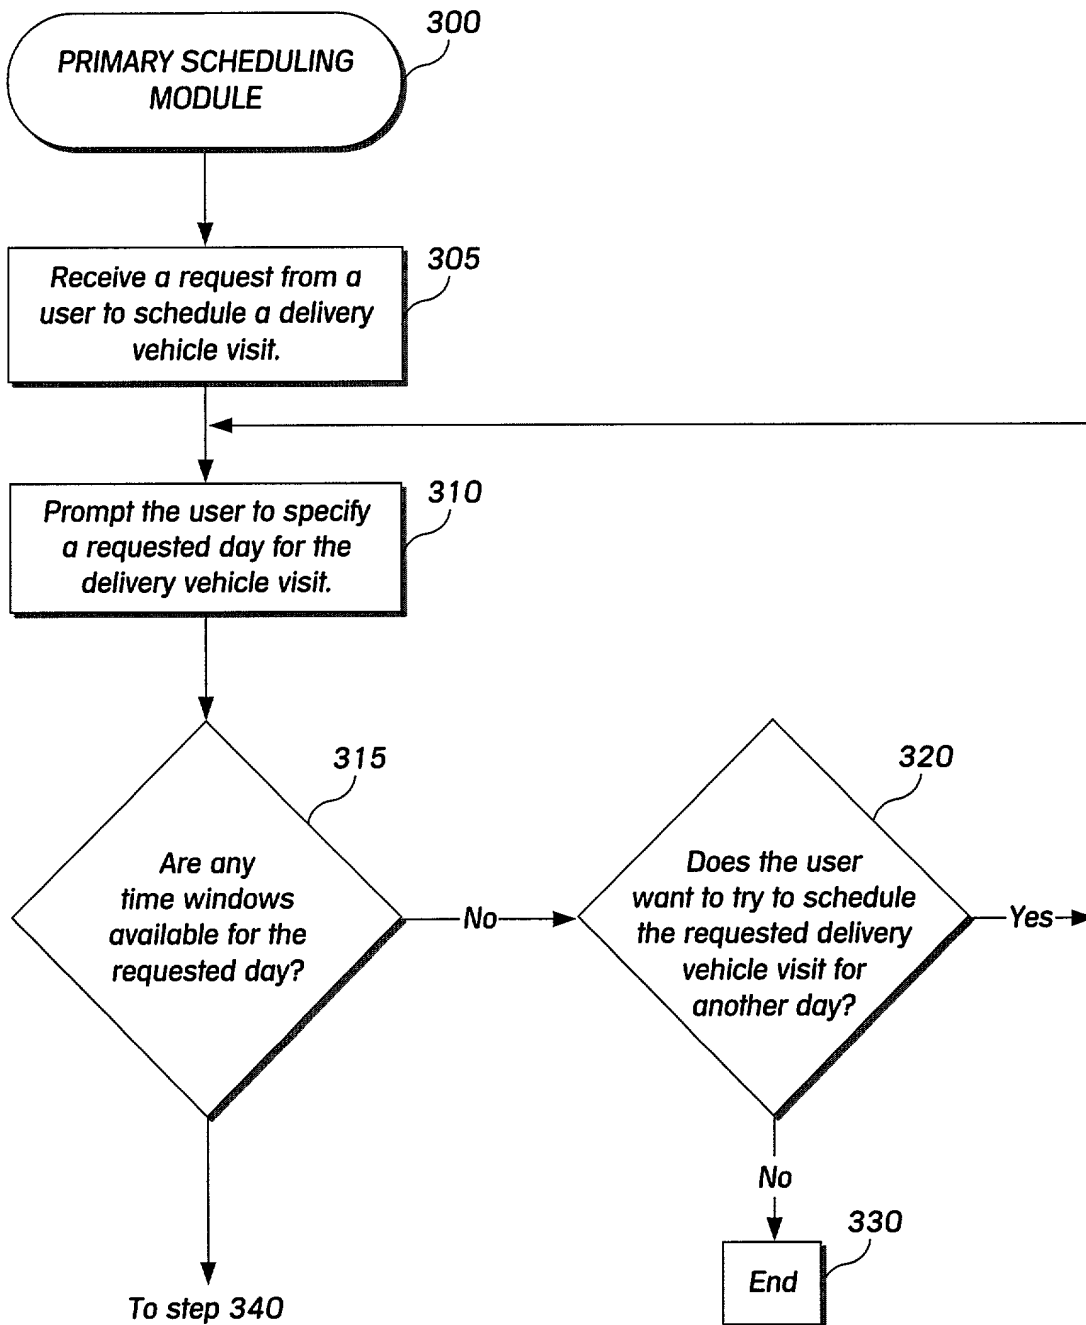 300
PRIMARY SCHEDULING
MODULE
305
Receive a request from a
user to schedule a delivery
vehicle visit.
310
Prompt the user to specify
a requested day for the
delivery vehicle visit.
315
Are any
time windows
available for the
requested day?
No
320
Does the user
want to try to schedule
the requested delivery
vehicle visit for
another day?
Yes
No
330
End
To step 340